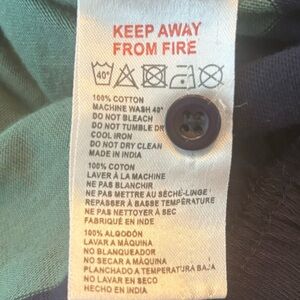 KEEP AWAY
FROM FIRE
40°
100% COTTON
MACHINE WASH 40°
DO NOT BLEACH
DO NOT TUMBLE DR
COOL IRON
DO NOT DRY CLEAN
MADE IN INDIA
100% COTON
LAVER À LA MACHINE
NE PAS BLANCHIR
NE PAS METTRE AU SÉCHE-LINGE
REPASSER À BASSE TEMPÉRATURE
NE PAS NETTOYER À SEC
FABRIQUÉ EN INDE
100% ALGODÓN
LAVAR A MÁQUINA
NO BLANQUEADOR
NO SECAR A MÁQUINA
PLANCHADO A TEMPERATURA BAJA
NO LAVAR EN SECO
HECHO EN INDIA